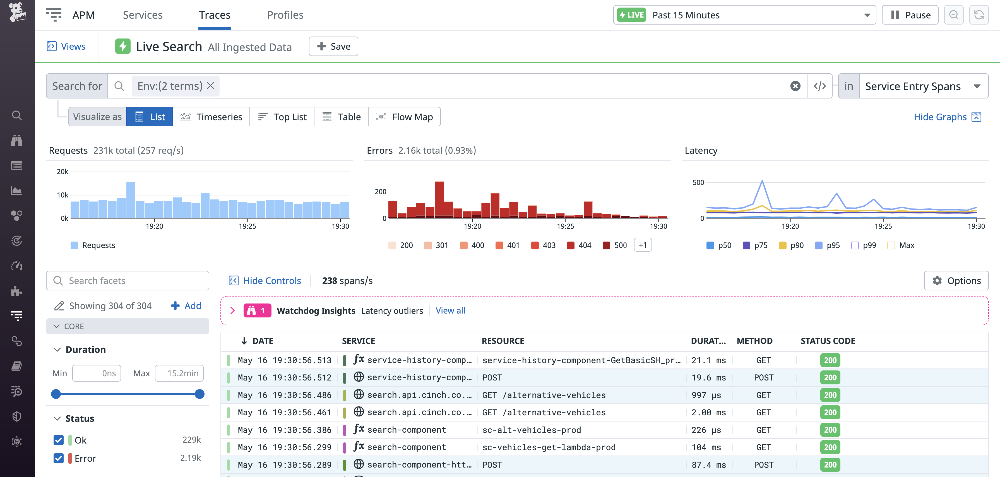 APM Services Traces Profiles LIVE Past 15 Minutes Pause
Views Live Search All Ingested Data Save
Search for Env:(2 terms) </> in Service Entry Spans
Visualize as List Timeseries Top List Table Flow Map Hide Graphs
Requests 231k total (257 req/s)
20k
10k
0k
19:20 19:25 19:30
Requests
Errors 2.16k total (0.93%)
200
0
19:20 19:25 19:30
200 301 400 401 403 404 500 +1
Latency
500
0
19:20 19:25 19:30
p50 p75 p90 p95 p99 Max
Search facets
Showing 304 of 304 Add
CORE
Duration
Min 0ns Max 15.2min
Status
Ok 229k
Error 2.19k
Hide Controls 238 spans/s Options
1 Watchdog Insights Latency outliers View all
DATE SERVICE RESOURCE DURAT... METHOD STATUS CODE
May 16 19:30:56.513 fx service-history-comp... service-history-component-GetBasicSH_pr... 21.1 ms GET 200
May 16 19:30:56.512 service-history-comp... POST 19.6 ms POST 200
May 16 19:30:56.486 search.api.cinch.co.... GET /alternative-vehicles 997 µs GET 200
May 16 19:30:56.461 search.api.cinch.co.... GET /alternative-vehicles 2.00 ms GET 200
May 16 19:30:56.386 fx search-component sc-alt-vehicles-prod 226 µs GET 200
May 16 19:30:56.299 fx search-component sc-vehicles-get-lambda-prod 104 ms GET 200
May 16 19:30:56.289 search-component-htt... POST 87.4 ms POST 200